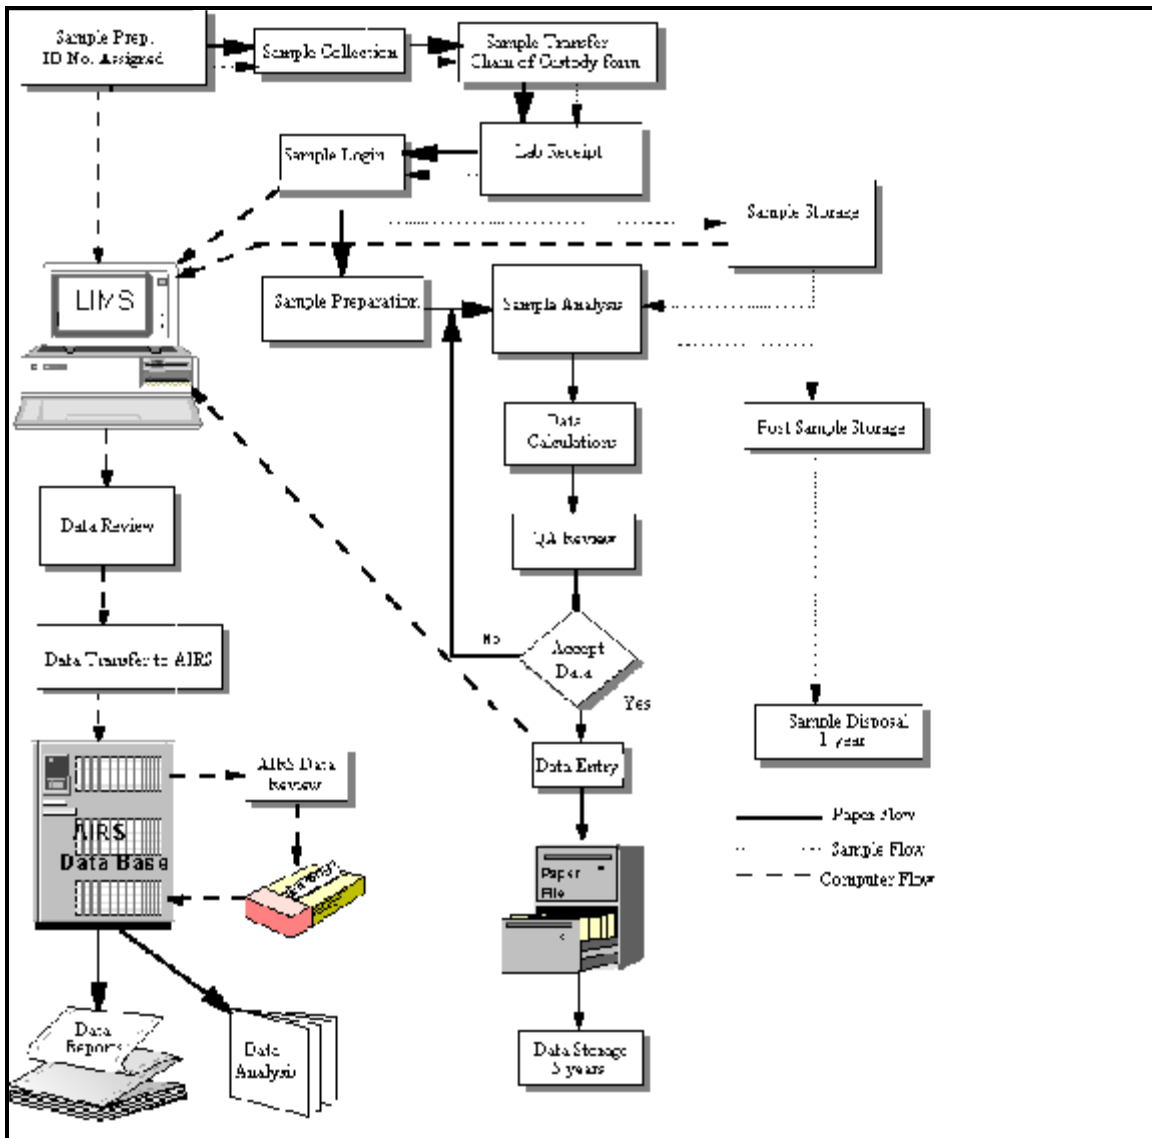 Sample Prep.
ID No. Assigned
Sample Collection
Sample Transfer
Chain of Custody form
Sample Login
Lab Receipt
Sample Storage
LIMS
Sample Preparation
Sample Analysis
Data
Calculations
Post Sample Storage
Data Review
QA Review
No
Accept
Data
Data Transfer to AIRS
Yes
Sample Disposal
1 year
AIRS Data
Review
Data Entry
Paper Flow
AIRS
Data Base
Sample Flow
Paper
File
Computer Flow
Data
Reports
Data
Analysis
Data Storage
5 years